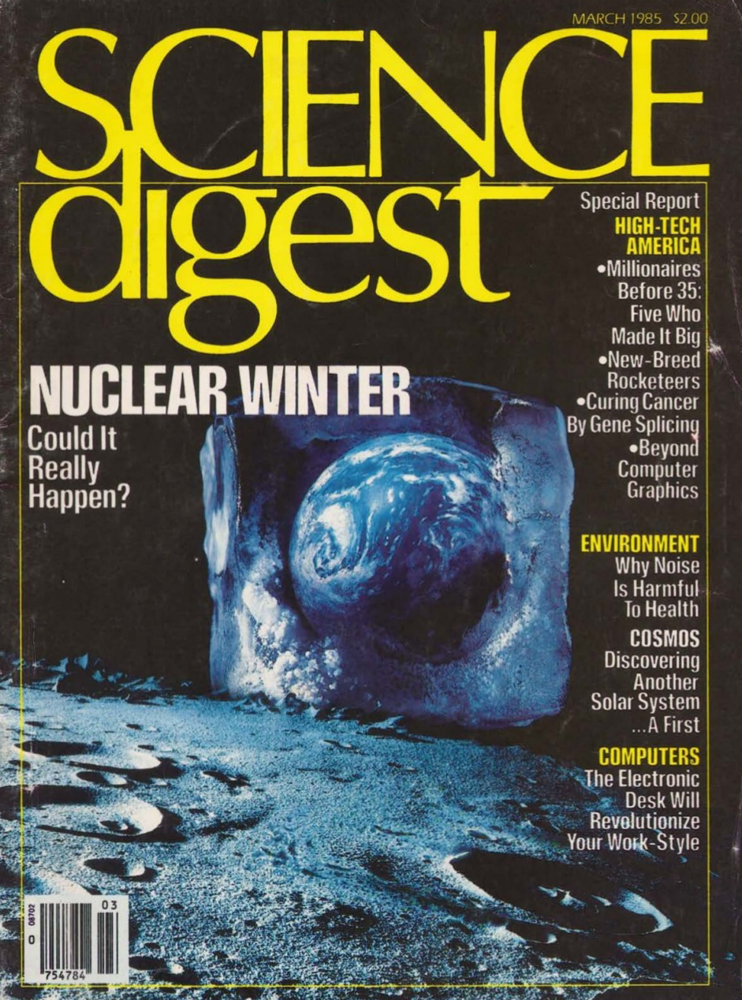 MARCH 1985 $2.00
SCIENCE
digest
NUCLEAR WINTER
Could It
Really
Happen?
Special Report
HIGH-TECH
AMERICA
•Millionaires
Before 35:
Five Who
Made It Big
•New-Breed
Rocketeers
•Curing Cancer
By Gene Splicing
•Beyond
Computer
Graphics
ENVIRONMENT
Why Noise
Is Harmful
To Health
COSMOS
Discovering
Another
Solar System
...A First
COMPUTERS
The Electronic
Desk Will
Revolutionize
Your Work-Style
03
0 08702
754784